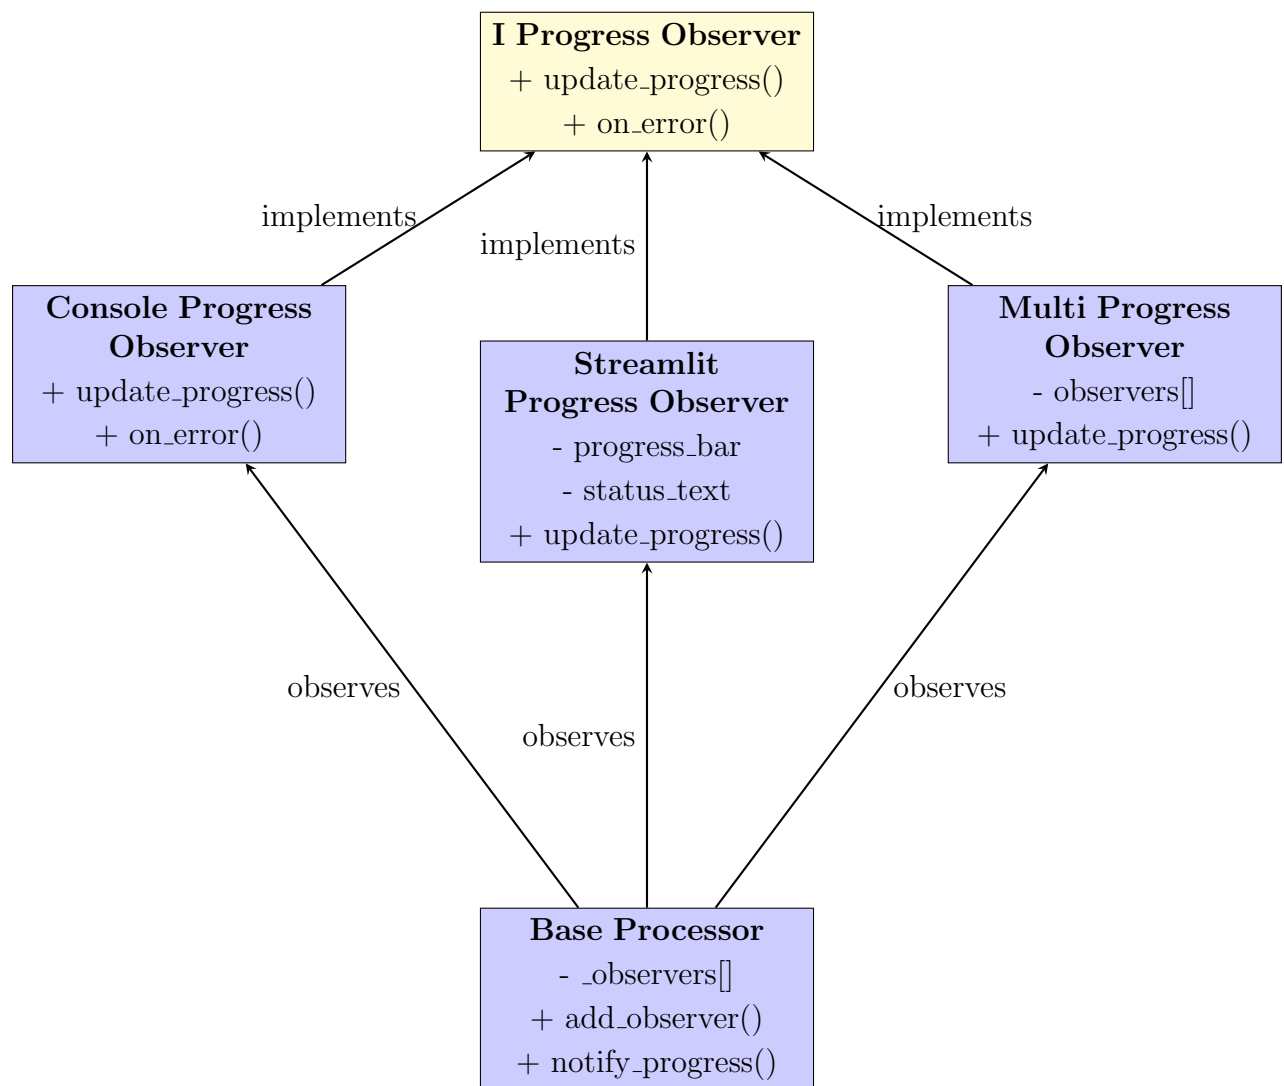 I Progress Observer
+ update_progress()
+ on_error()
implements
implements
implements
Console Progress
Observer
+ update_progress()
+ on_error()
Streamlit
Progress Observer
- progress_bar
- status_text
+ update_progress()
Multi Progress
Observer
- observers[]
+ update_progress()
observes
observes
observes
Base Processor
- _observers[]
+ add_observer()
+ notify_progress()